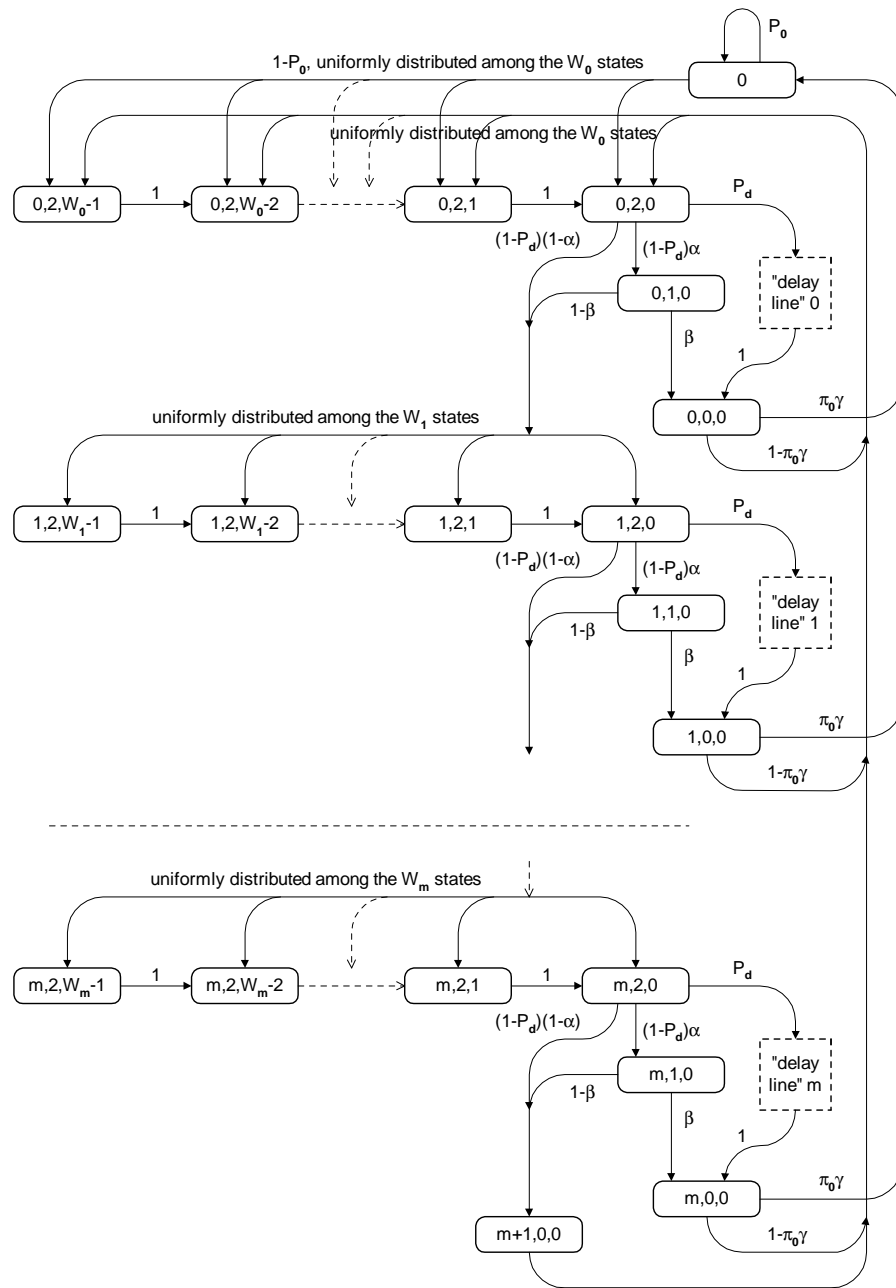 P0
1-P0, uniformly distributed among the W0 states
0
uniformly distributed among the W0 states
0,2,W0-1
1
0,2,W0-2
0,2,1
1
0,2,0
Pd
(1-Pd)(1-α)
(1-Pd)α
"delay
line" 0
0,1,0
1-β
β
1
0,0,0
π0γ
1-π0γ
uniformly distributed among the W1 states
1,2,W1-1
1
1,2,W1-2
1,2,1
1
1,2,0
Pd
(1-Pd)(1-α)
(1-Pd)α
"delay
line" 1
1,1,0
1-β
β
1
1,0,0
π0γ
1-π0γ
uniformly distributed among the Wm states
m,2,Wm-1
1
m,2,Wm-2
m,2,1
1
m,2,0
Pd
(1-Pd)(1-α)
(1-Pd)α
"delay
line" m
m,1,0
1-β
β
1
m,0,0
π0γ
m+1,0,0
1-π0γ